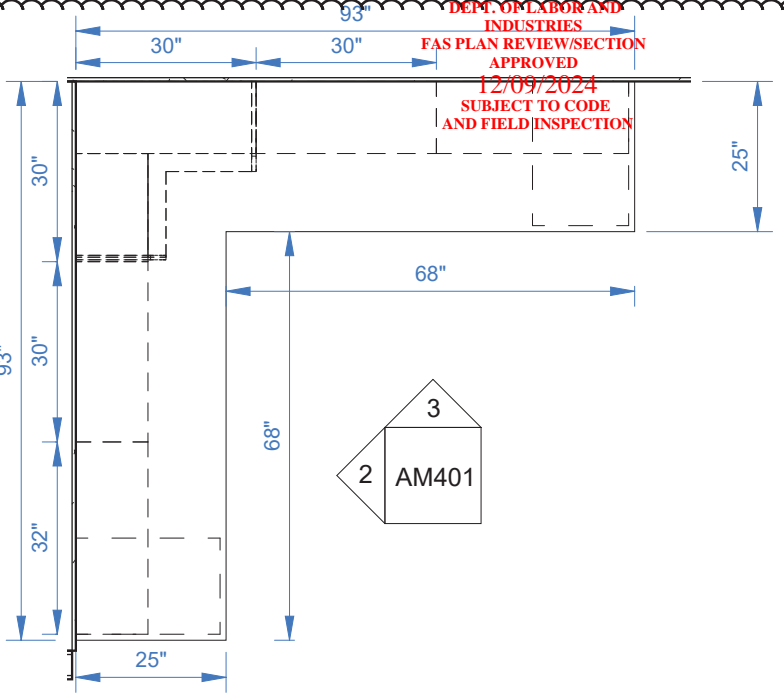 DEPT. OF LABOR AND
93"
INDUSTRIES
30"
30"
FAS PLAN REVIEW/SECTION
APPROVED
12/09/2024
SUBJECT TO CODE
AND FIELD INSPECTION
30"
25"
68"
93"
30"
68"
3
2
AM401
32"
25"